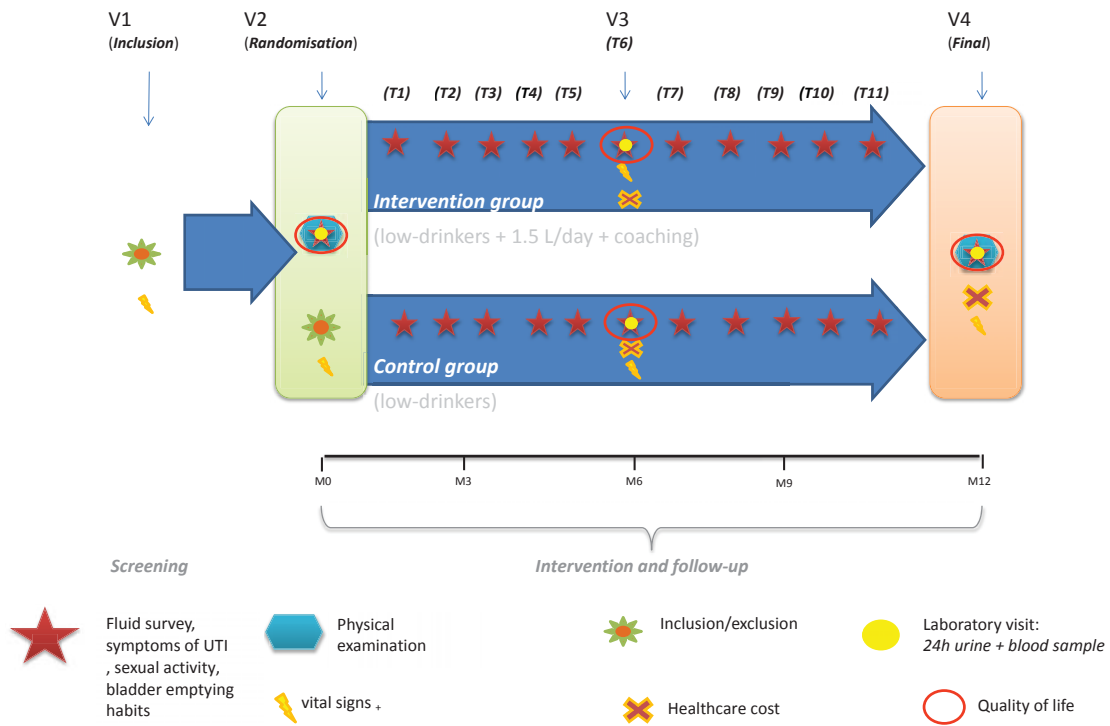 V1
(Inclusion)
V2
(Randomisation)
V3
(T6)
V4
(Final)
(T1) (T2) (T3) (T4) (T5) (T7) (T8) (T9) (T10) (T11)
Intervention group
(low-drinkers + 1.5 L/day + coaching)
Control group
(low-drinkers)
M0 M3 M6 M9 M12
Screening
Intervention and follow-up
Fluid survey,
symptoms of UTI
, sexual activity,
bladder emptying
habits
Physical
examination
vital signs +
Inclusion/exclusion
Healthcare cost
Laboratory visit:
24h urine + blood sample
Quality of life